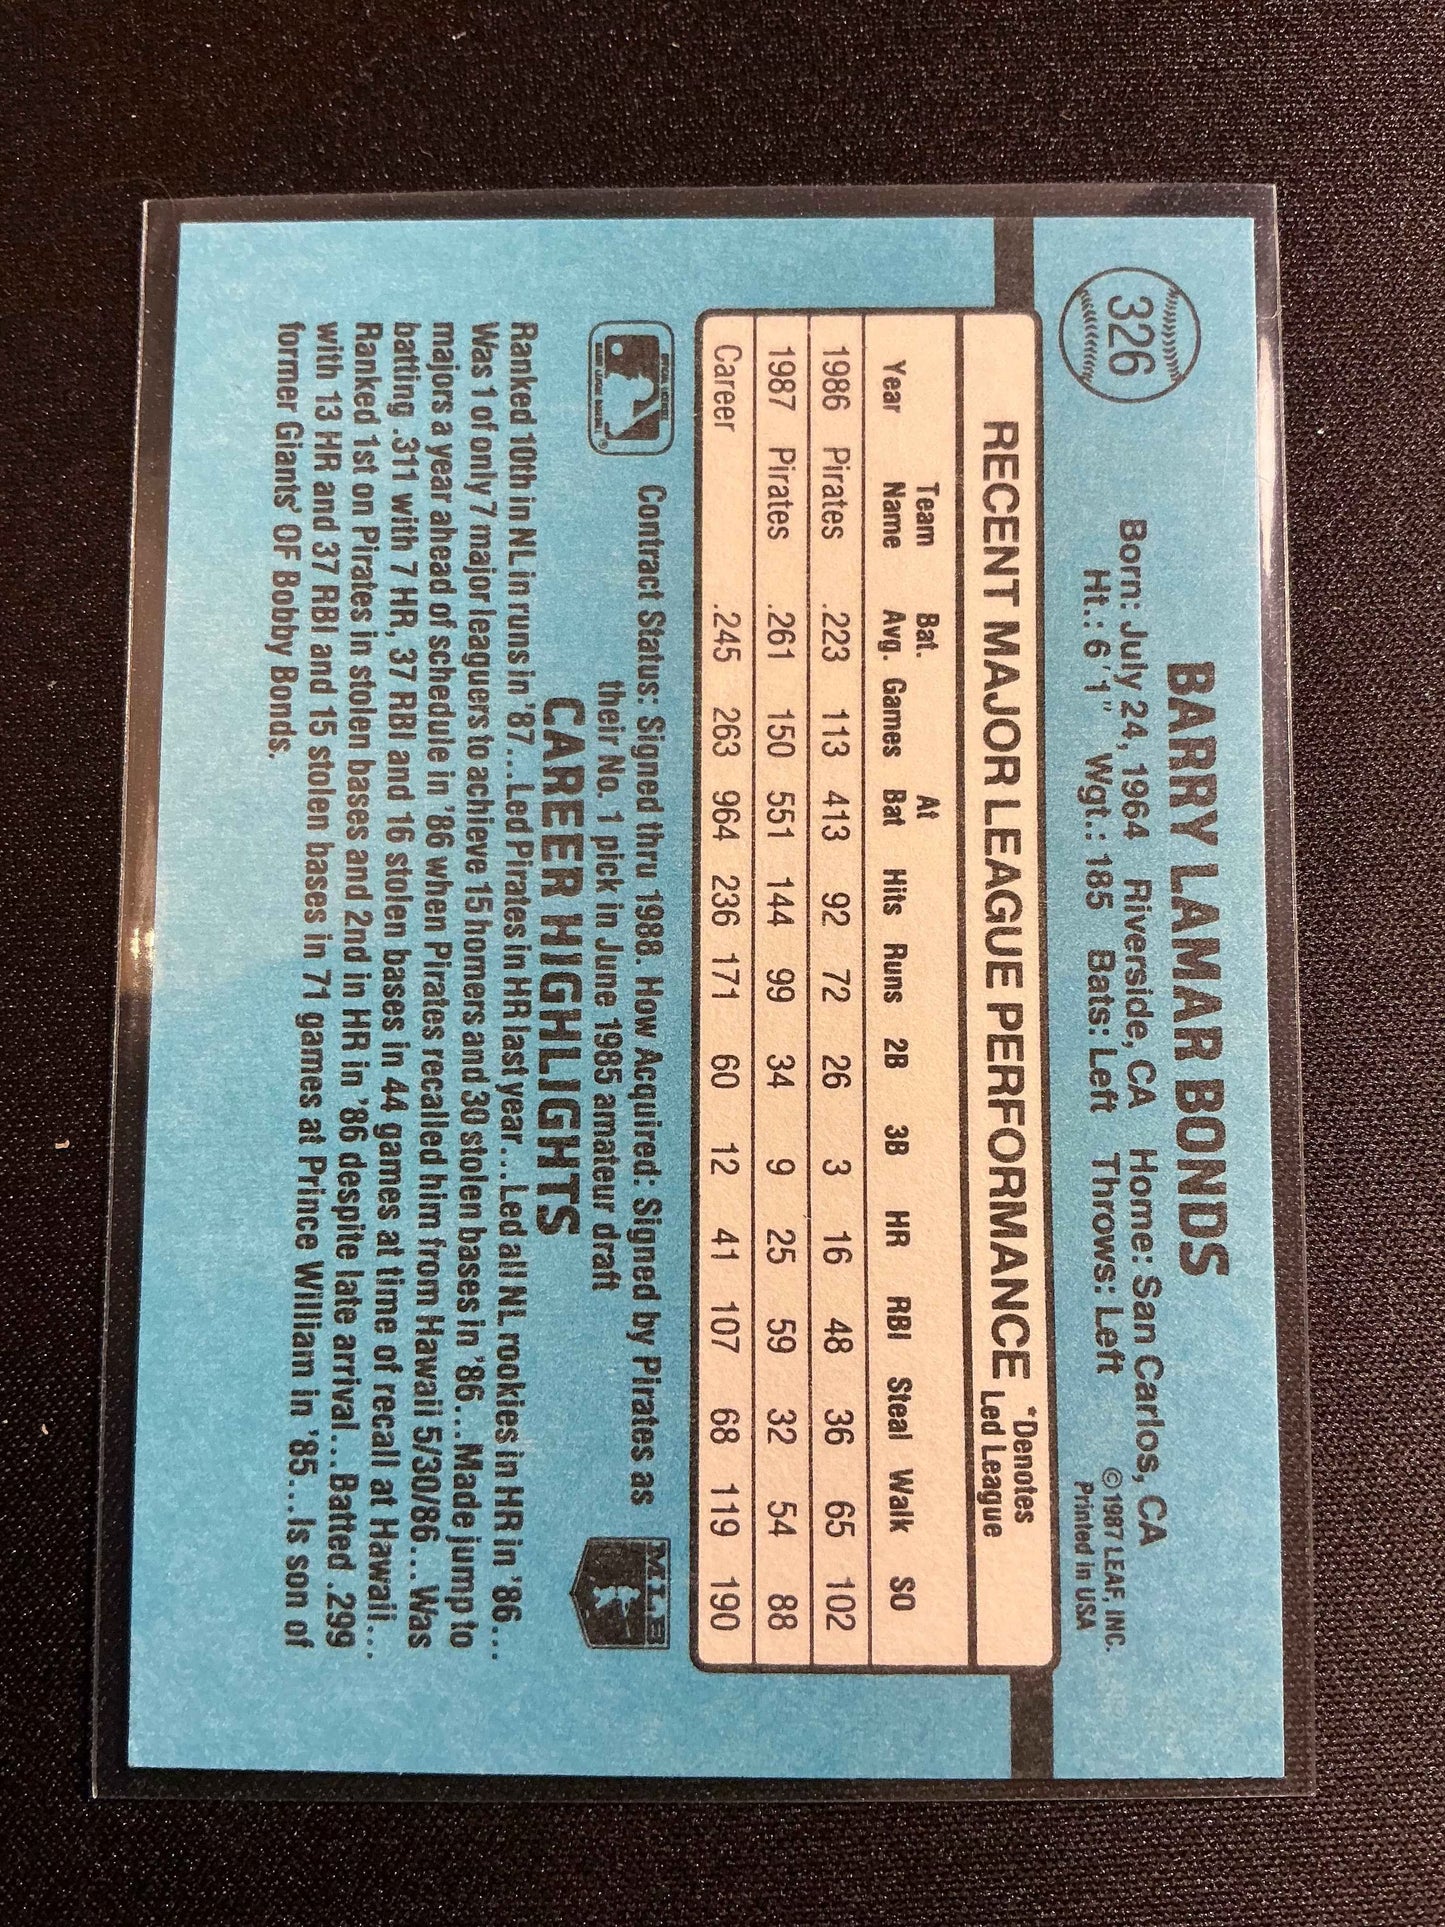 326
BARRY LAMAR BONDS
Born: July 24, 1964 Riverside, CA Home: San Carlos, CA
Ht.: 6'1" Wgt.: 185 Bats: Left Throws: Left
©1987 LEAF, INC.
Printed in USA
RECENT MAJOR LEAGUE PERFORMANCE *Denotes Led League
Year Team Name Bat. Avg. Games At Bat Hits Runs 2B 3B HR RBI Steal Walk SO
1986 Pirates .223 113 413 92 72 26 3 16 48 36 65 102
1987 Pirates .261 150 551 144 99 34 9 25 59 32 54 88
Career .245 263 964 236 171 60 12 41 107 68 119 190
Contract Status: Signed thru 1988. How Acquired: Signed by Pirates as
their No. 1 pick in June 1985 amateur draft
MLB
CAREER HIGHLIGHTS
Ranked 10th in NL in runs in '87...Led Pirates in HR last year...Led all NL rookies in HR in '86...
Was 1 of only 7 major leaguers to achieve 15 homers and 30 stolen bases in '86...Made jump to
majors a year ahead of schedule in '86 when Pirates recalled him from Hawaii 5/30/86...Was
batting .311 with 7 HR, 37 RBI and 16 stolen bases in 44 games at time of recall at Hawaii...
Ranked 1st on Pirates in stolen bases and 2nd in HR in '86 despite late arrival...Batted .299
with 13 HR and 37 RBI and 15 stolen bases in 71 games at Prince William in '85...Is son of
former Giants' OF Bobby Bonds.